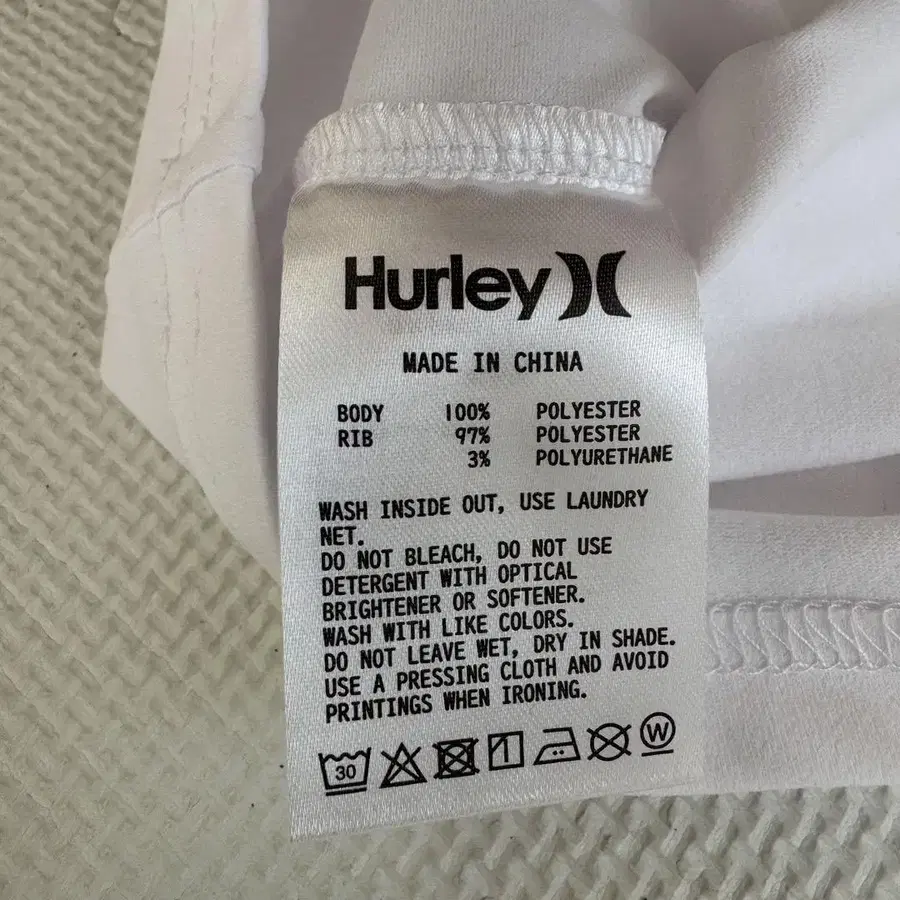 Hurley
MADE IN CHINA
BODY 100% POLYESTER
RIB 97% POLYESTER
3% POLYURETHANE
WASH INSIDE OUT, USE LAUNDRY
NET.
DO NOT BLEACH, DO NOT USE
DETERGENT WITH OPTICAL
BRIGHTENER OR SOFTENER.
WASH WITH LIKE COLORS.
DO NOT LEAVE WET, DRY IN SHADE.
USE A PRESSING CLOTH AND AVOID
PRINTINGS WHEN IRONING.
30 W